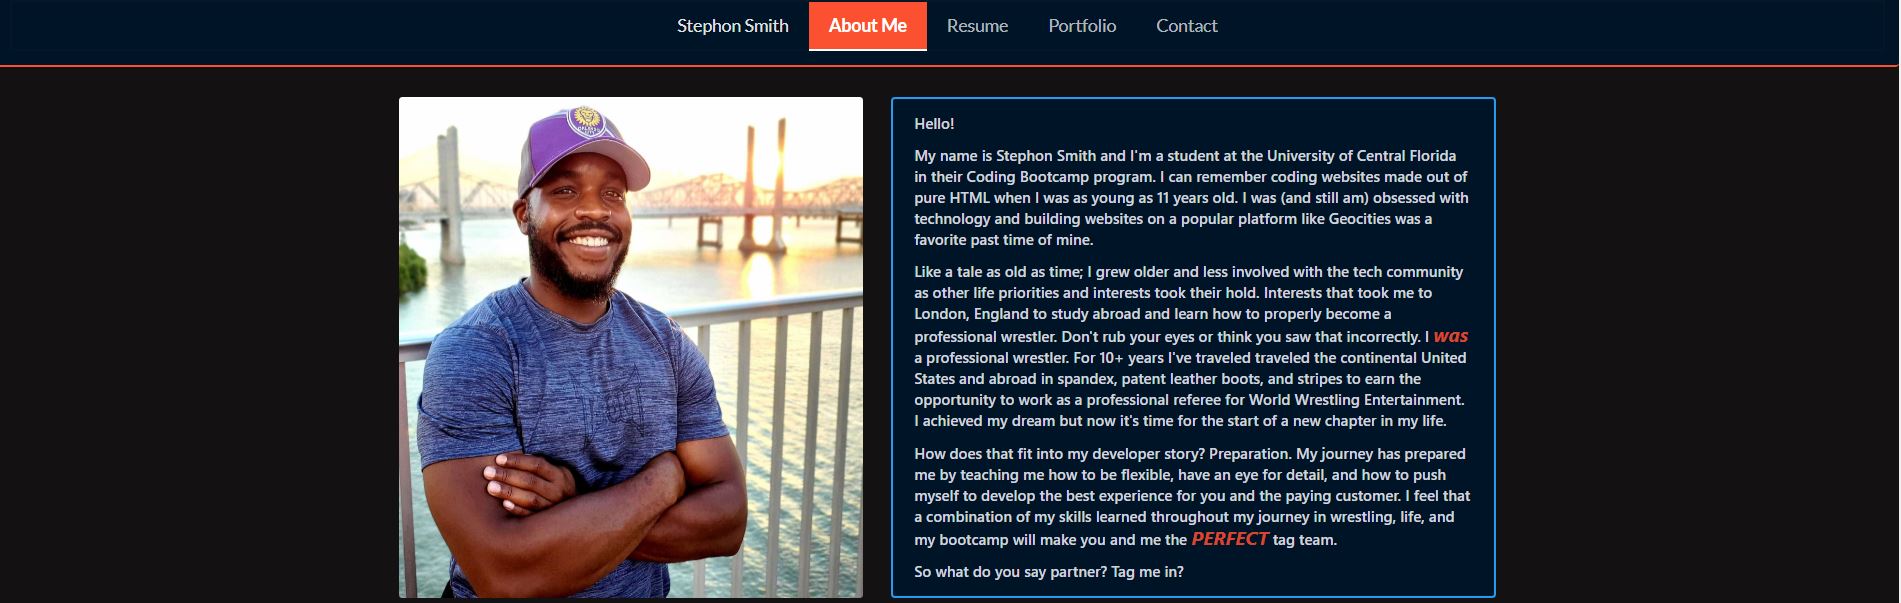 Stephon Smith About Me Resume Portfolio Contact
Hello!
My name is Stephon Smith and I'm a student at the University of Central Florida
in their Coding Bootcamp program. I can remember coding websites made out of
pure HTML when I was as young as 11 years old. I was (and still am) obsessed with
technology and building websites on a popular platform like Geocities was a
favorite past time of mine.
Like a tale as old as time; I grew older and less involved with the tech community
as other life priorities and interests took their hold. Interests that took me to
London, England to study abroad and learn how to properly become a
professional wrestler. Don't rub your eyes or think you saw that incorrectly. I was
a professional wrestler. For 10+ years I've traveled traveled the continental United
States and abroad in spandex, patent leather boots, and stripes to earn the
opportunity to work as a professional referee for World Wrestling Entertainment.
I achieved my dream but now it's time for the start of a new chapter in my life.
How does that fit into my developer story? Preparation. My journey has prepared
me by teaching me how to be flexible, have an eye for detail, and how to push
myself to develop the best experience for you and the paying customer. I feel that
a combination of my skills learned throughout my journey in wrestling, life, and
my bootcamp will make you and me the PERFECT tag team.
So what do you say partner? Tag me in?